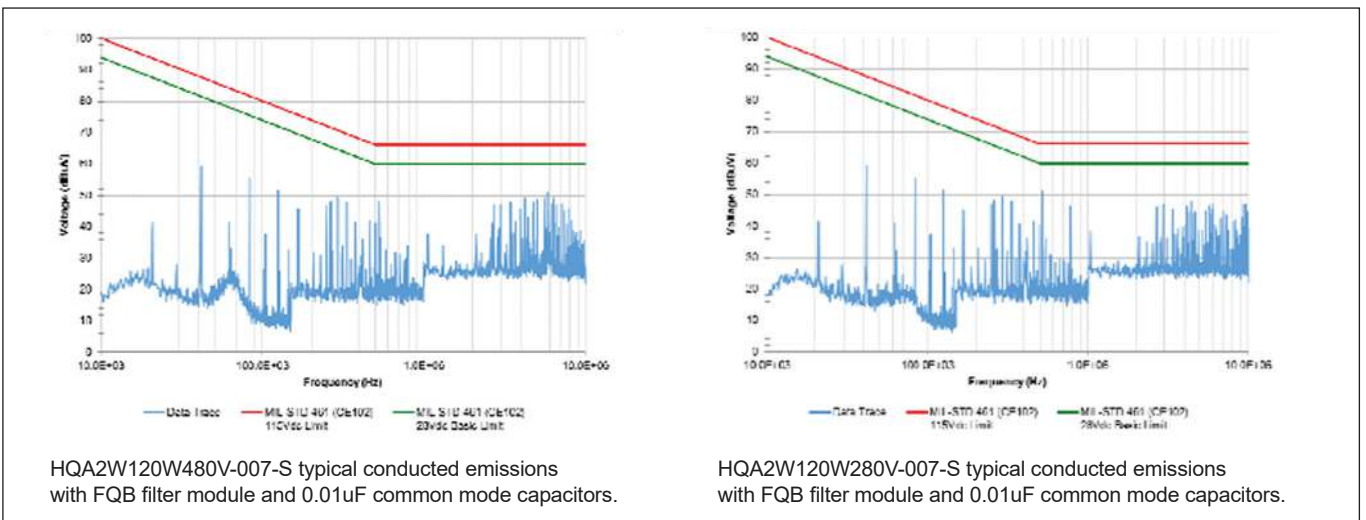 100
90
80
70
60
50
40
30
20
10
0
Voltage (dBuV)
10.0E+03
100.0E+03
1.0E+06
10.0E+06
Frequency (Hz)
Data Trace
MIL-STD 461 (CE102)
115Vdc Limit
MIL-STD 461 (CE102)
28Vdc Basic Limit
HQA2W120W480V-007-S typical conducted emissions
with FQB filter module and 0.01uF common mode capacitors.
100
90
80
70
60
50
40
30
20
10
0
Voltage (dBuV)
10.0E+03
100.0E+03
1.0E+06
10.0E+06
Frequency (Hz)
Data Trace
MIL-STD 461 (CE102)
115Vdc Limit
MIL-STD 461 (CE102)
28Vdc Basic Limit
HQA2W120W280V-007-S typical conducted emissions
with FQB filter module and 0.01uF common mode capacitors.